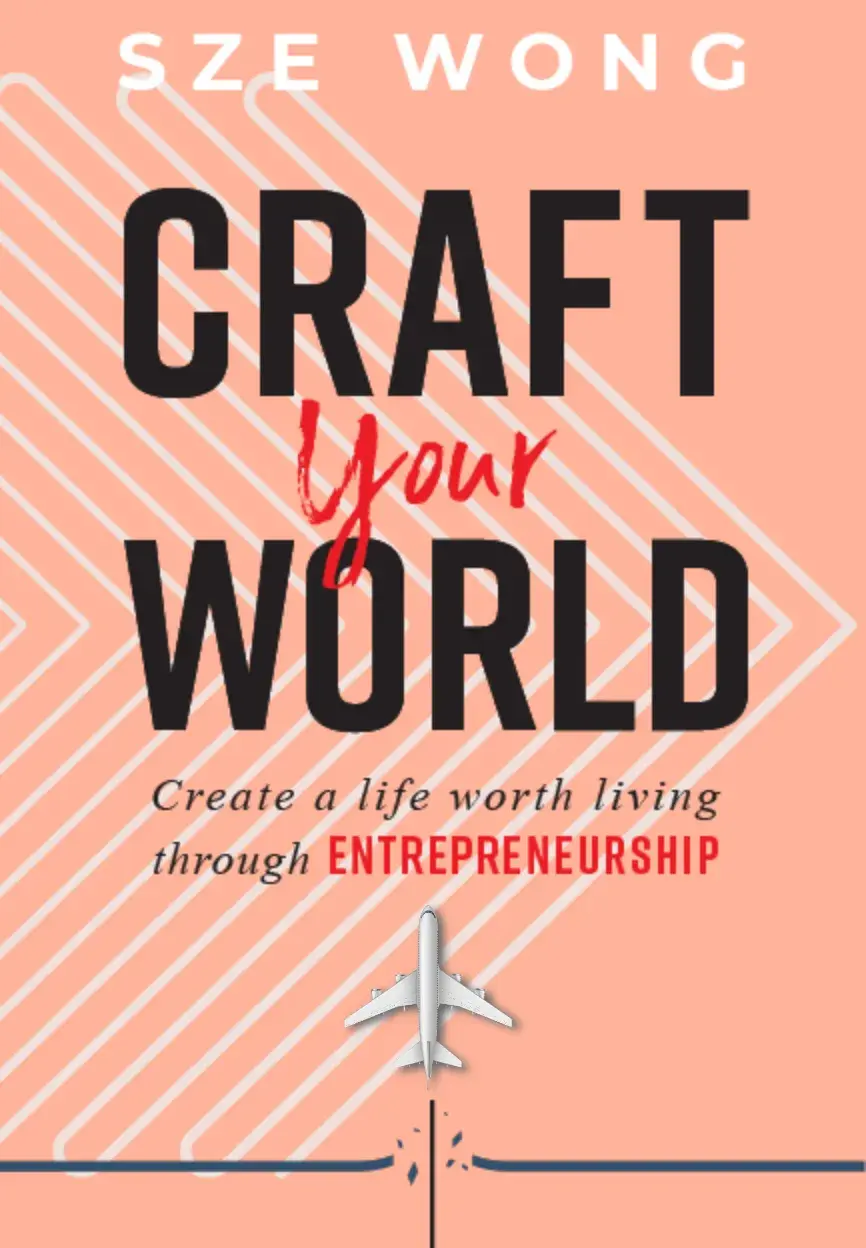 SZE WONG
CRAFT
Your
WORLD
Create a life worth living
through ENTREPRENEURSHIP